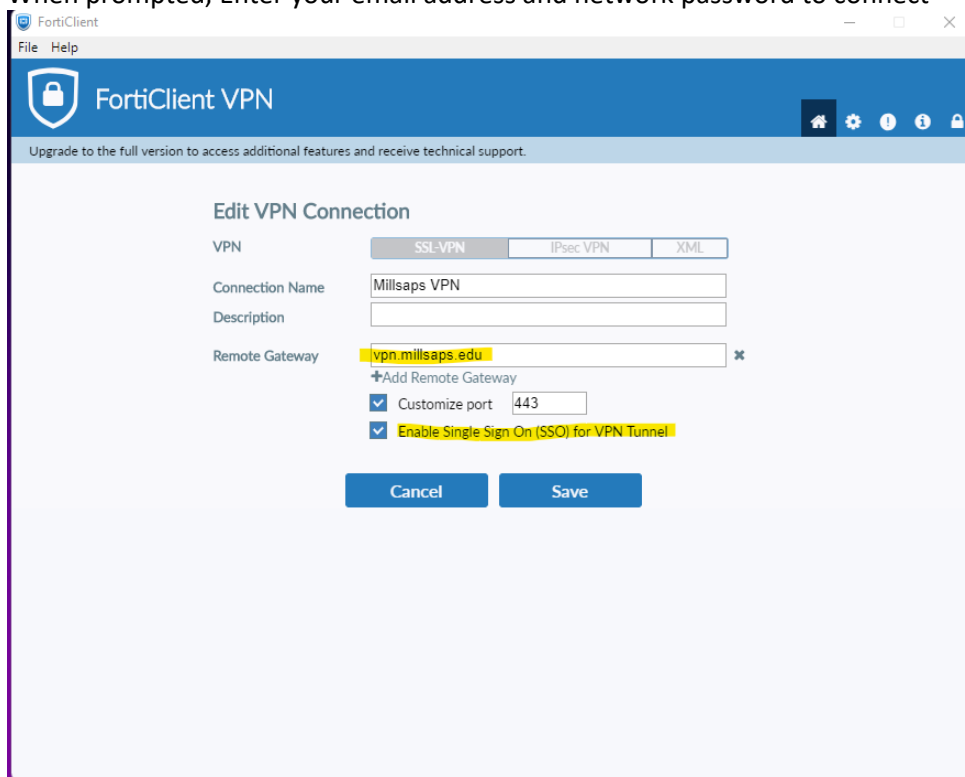 When prompted, Enter your email address and network password to connect
FortiClient
File Help
FortiClient VPN
Upgrade to the full version to access additional features and receive technical support.
Edit VPN Connection
VPN SSL-VPN IPsec VPN XML
Connection Name Millsaps VPN
Description
Remote Gateway vpn.millsaps.edu
+Add Remote Gateway
Customize port 443
Enable Single Sign On (SSO) for VPN Tunnel
Cancel Save